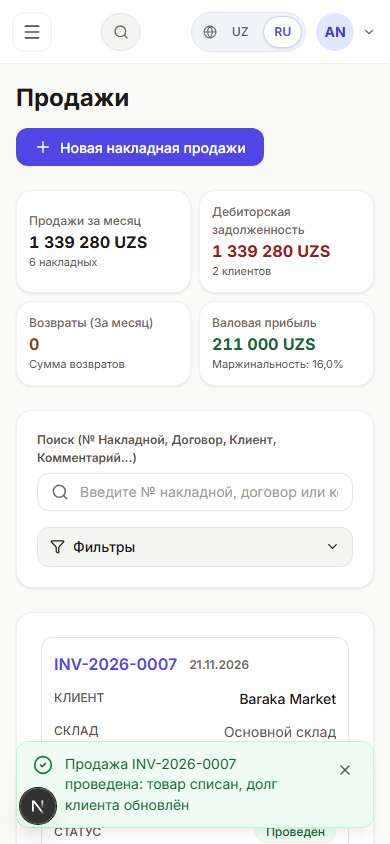 UZ
RU
AN
Продажи
Новая накладная продажи
Продажи за месяц
1 339 280 UZS
6 накладных
Дебиторская
задолженность
1 339 280 UZS
2 клиентов
Возвраты (За месяц)
0
Сумма возвратов
Валовая прибыль
211 000 UZS
Маржинальность: 16,0%
Поиск (№ Накладной, Договор, Клиент,
Комментарий...)
Введите № накладной, договор или к
Фильтры
INV-2026-0007 21.11.2026
КЛИЕНТ Baraka Market
СКЛАД Основной склад
Продажа INV-2026-0007
проведена: товар списан, долг
клиента обновлён
N
СТАТУС Проведен